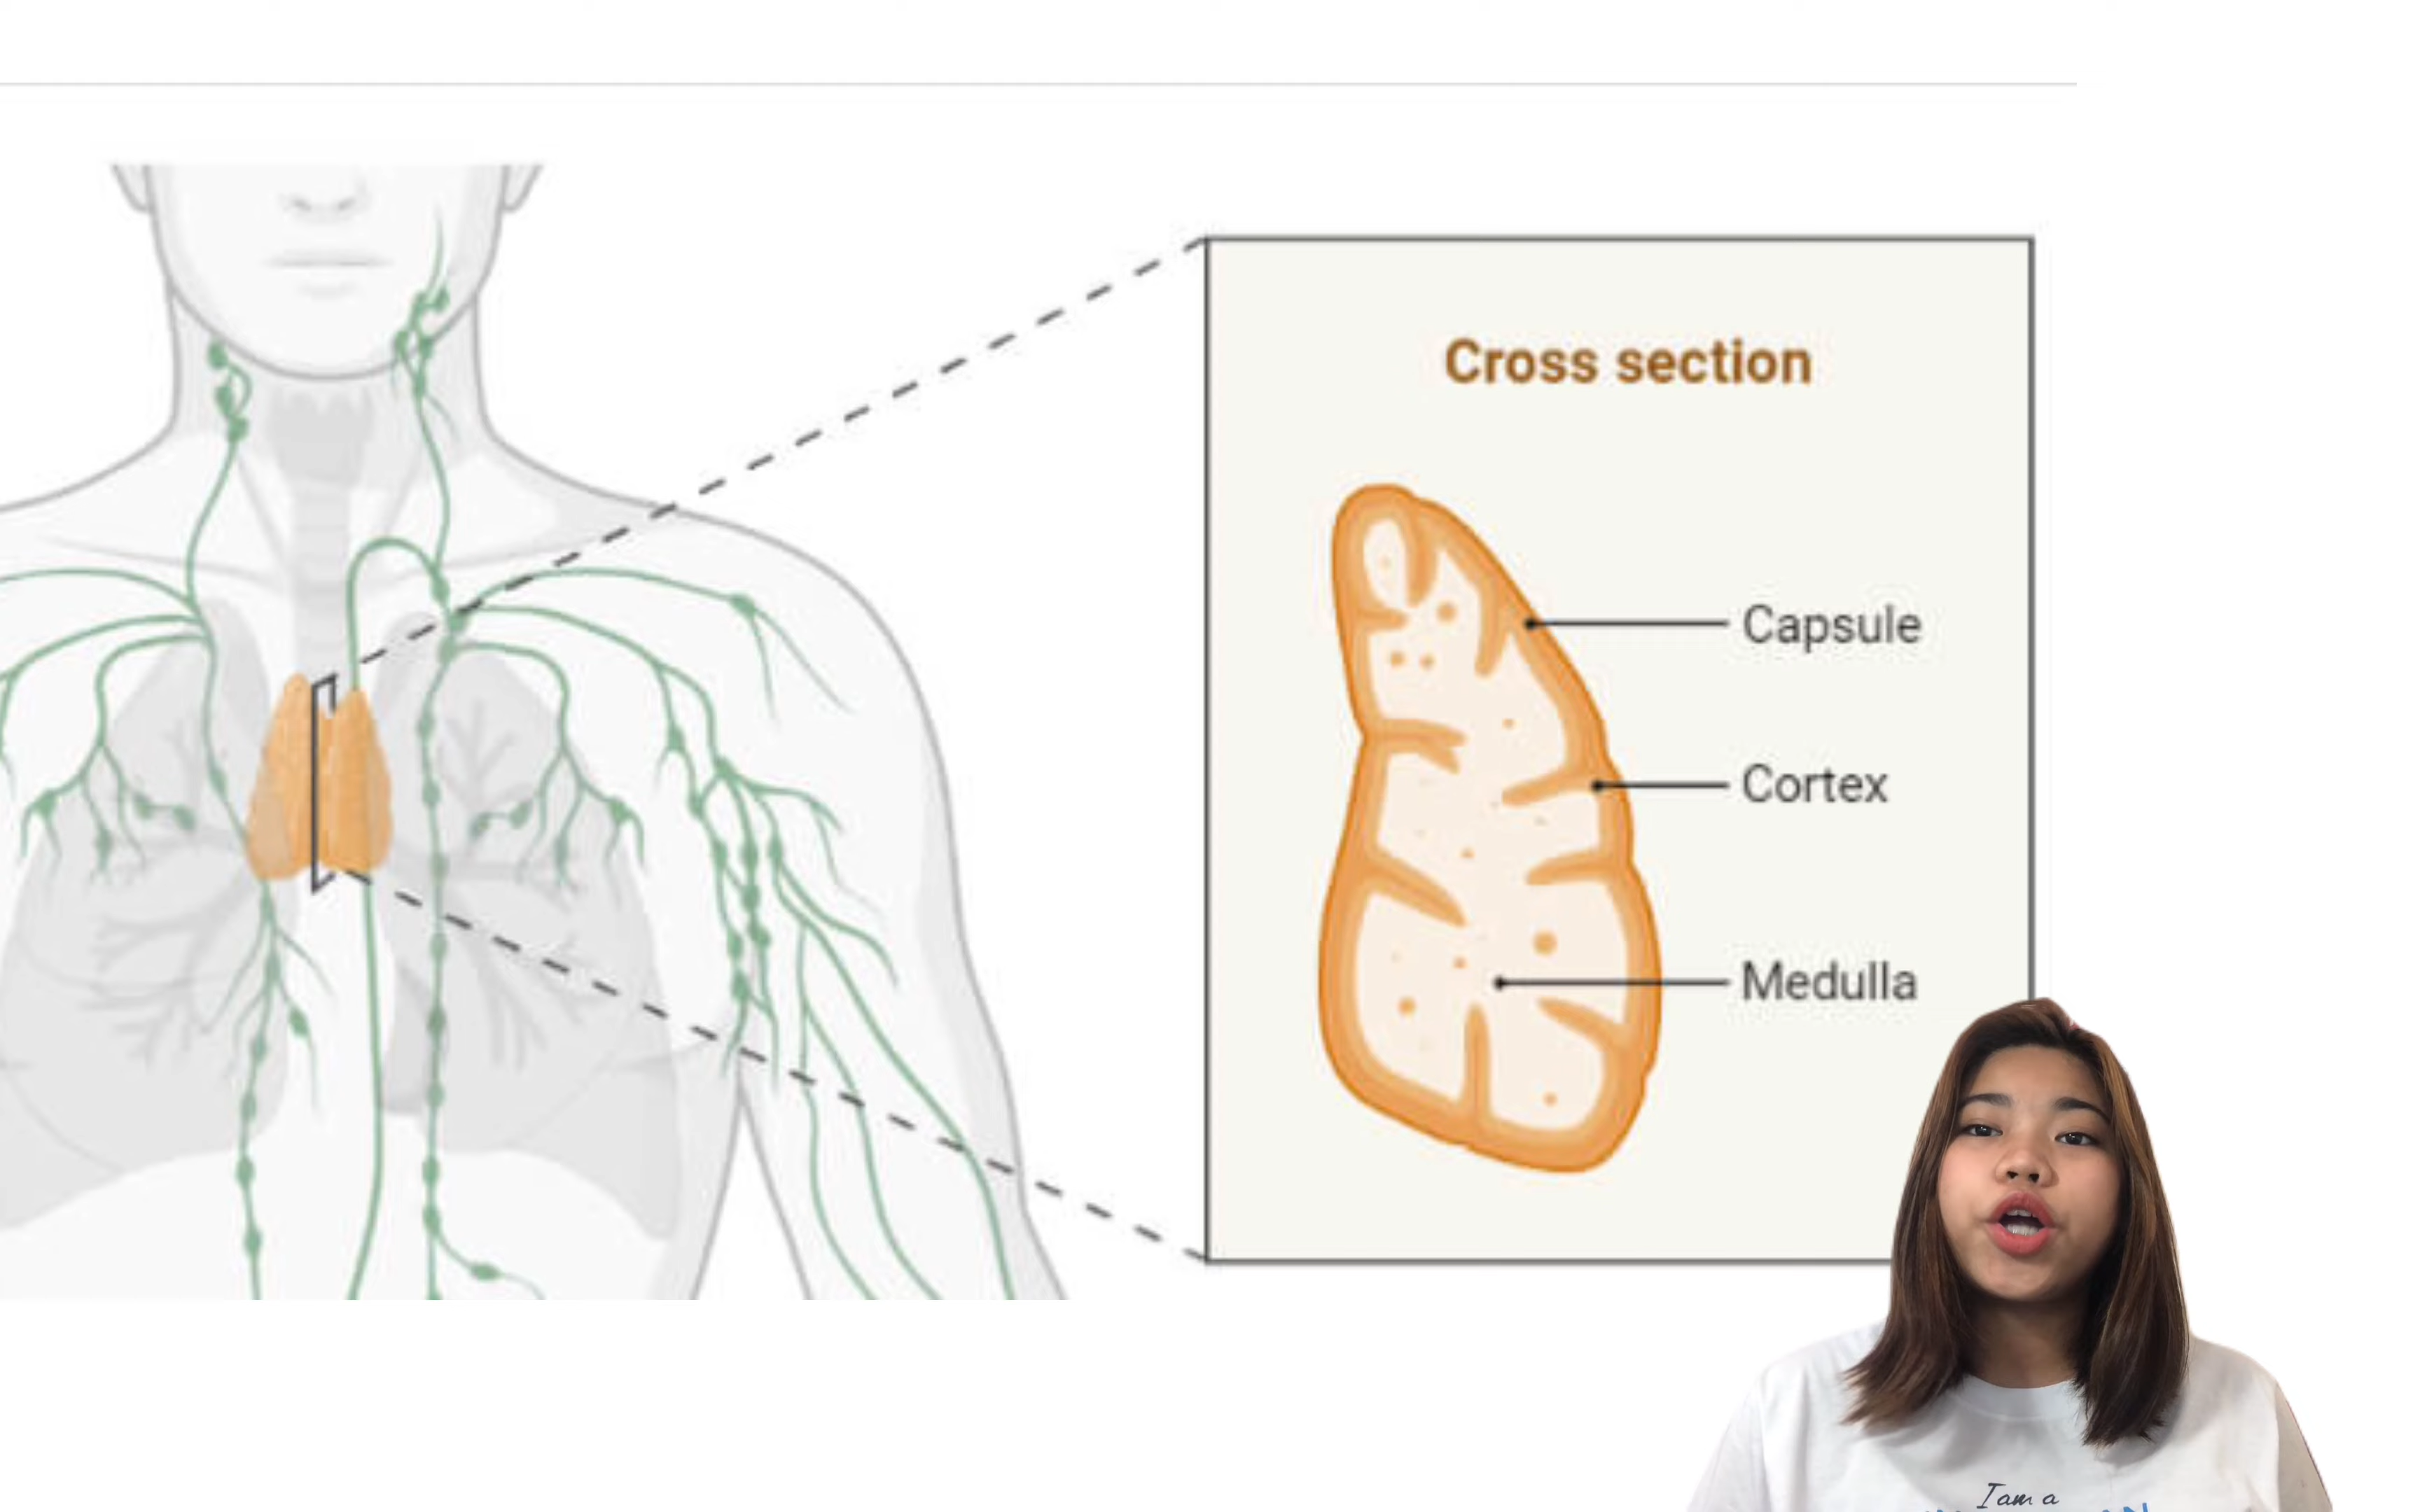 Cross section
Capsule
Cortex
Medulla
I am a